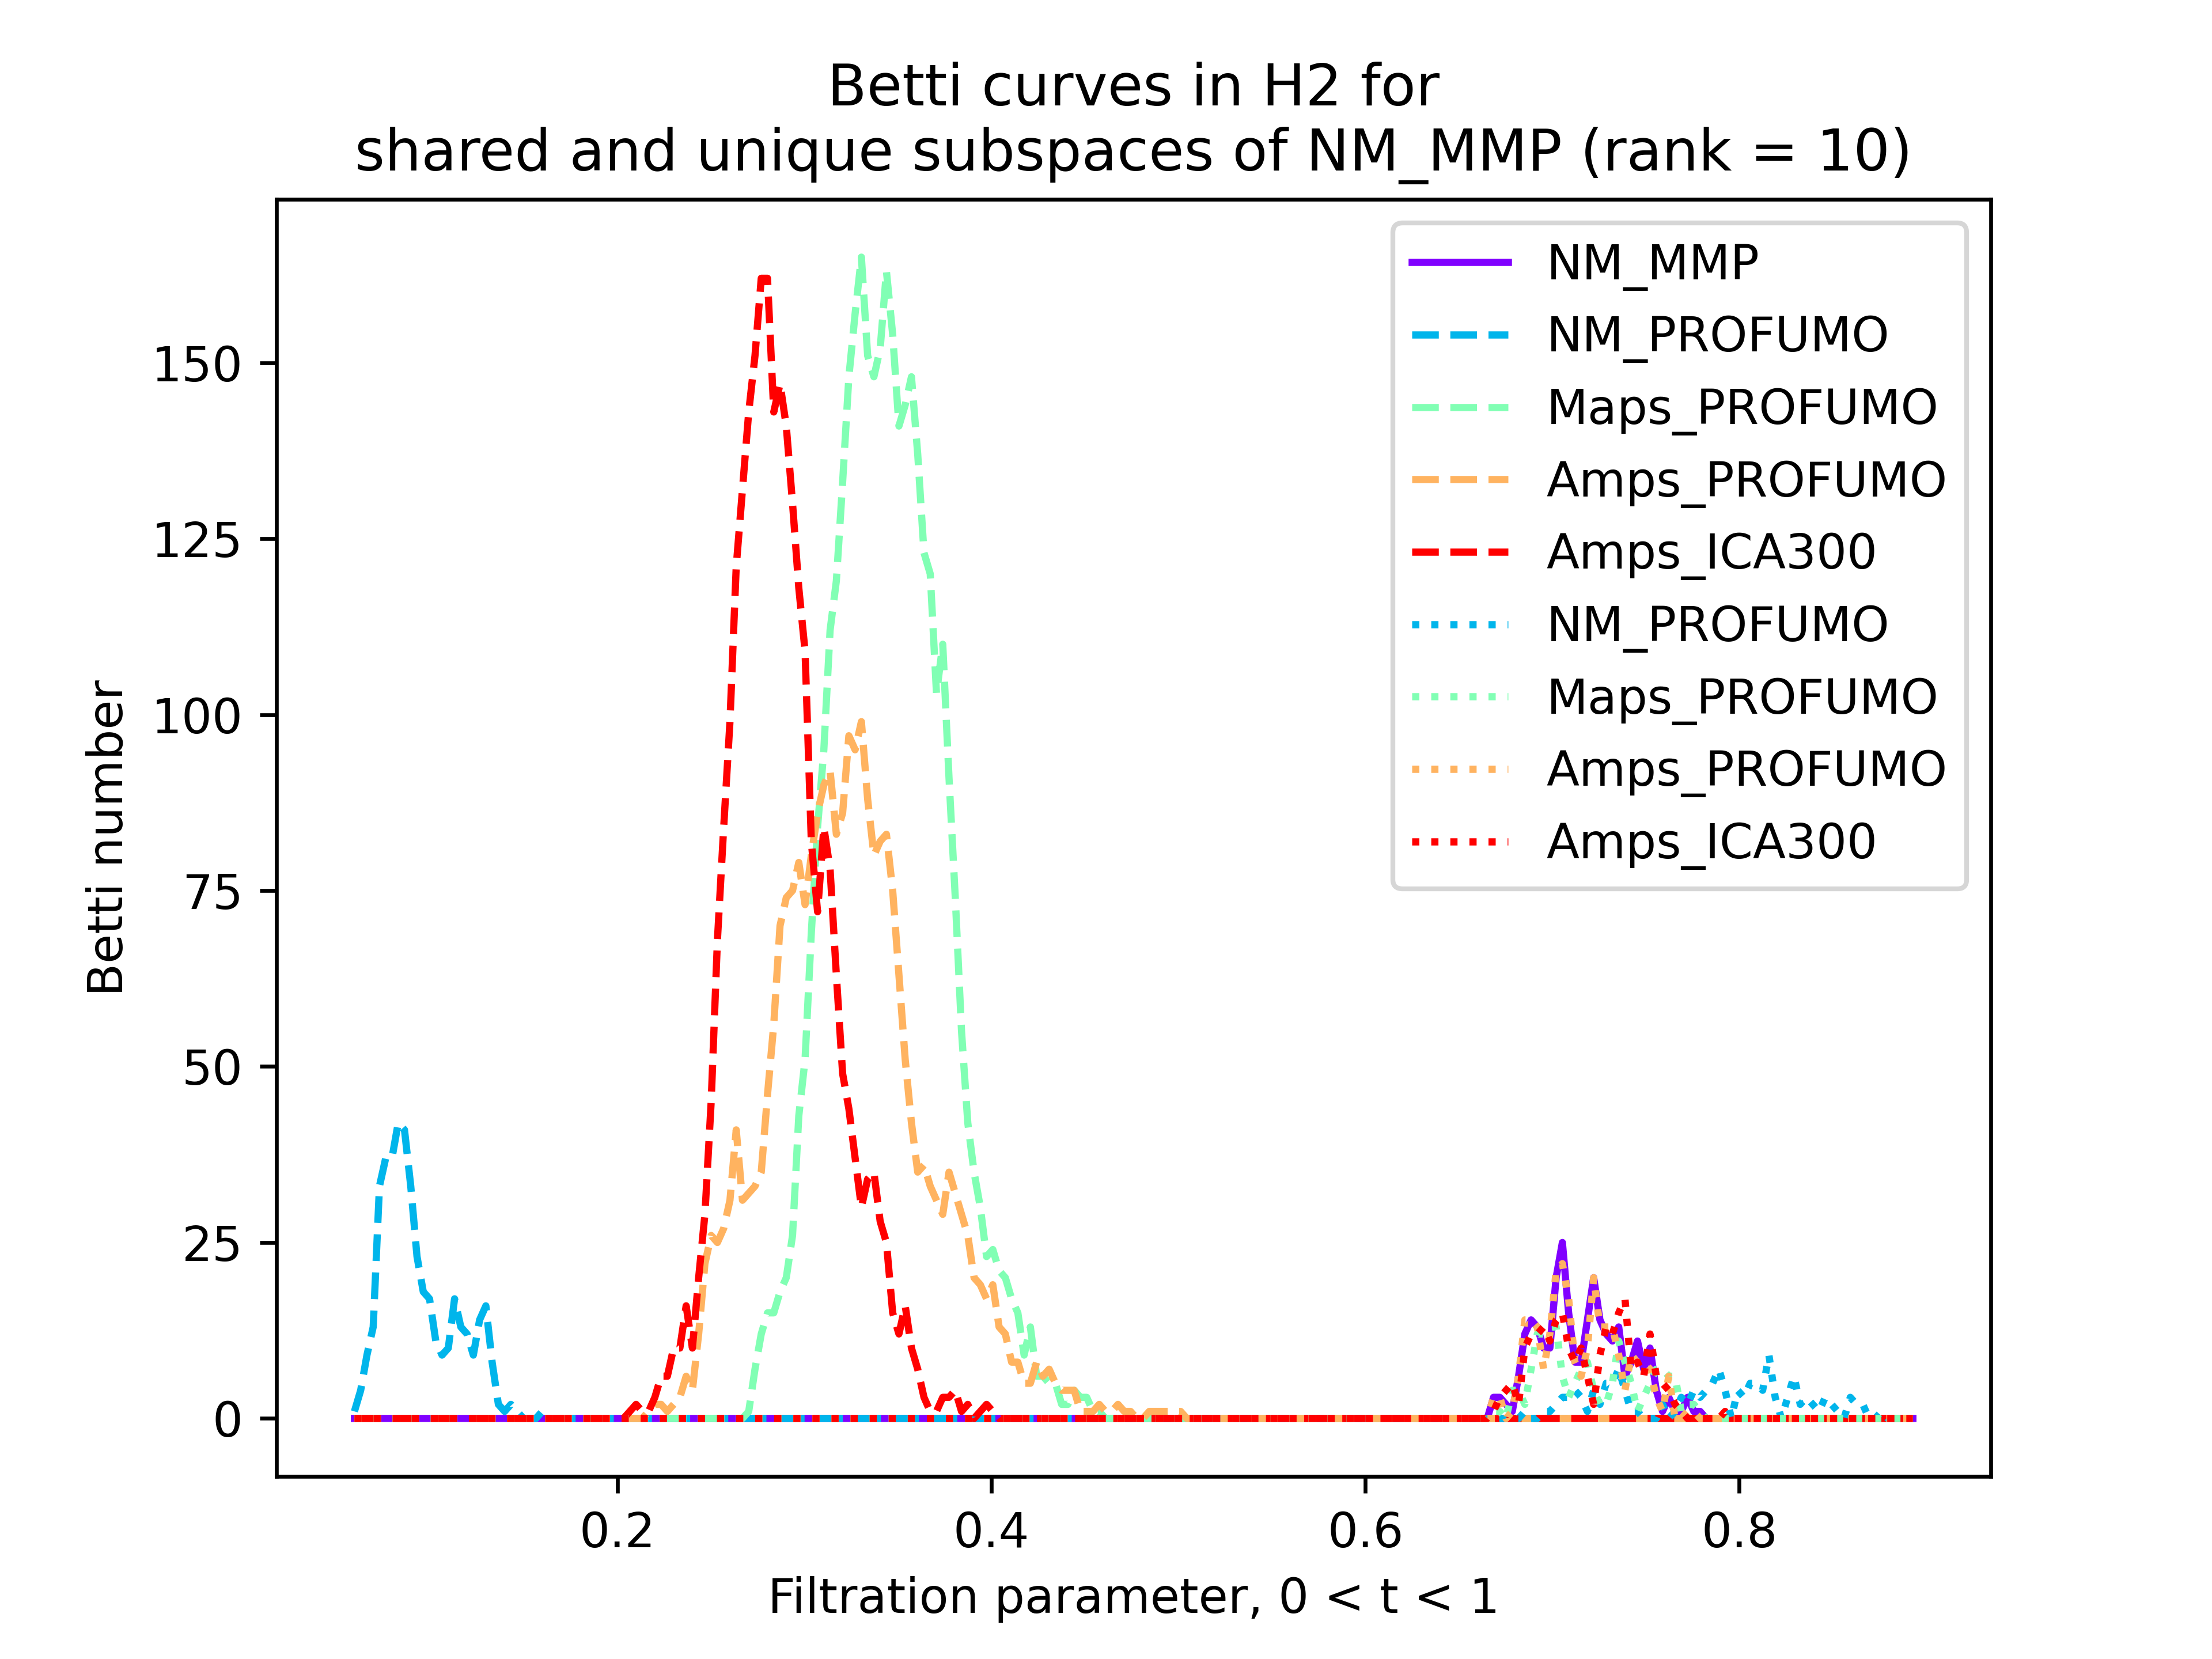 Betti curves in H2 for
shared and unique subspaces of NM_MMP (rank = 10)
NM_MMP
NM_PROFUMO
Maps_PROFUMO
Amps_PROFUMO
Amps_ICA300
NM_PROFUMO
Maps_PROFUMO
Amps_PROFUMO
Amps_ICA300
Betti number
150
125
100
75
50
25
0
0.2 0.4 0.6 0.8
Filtration parameter, 0 < t < 1